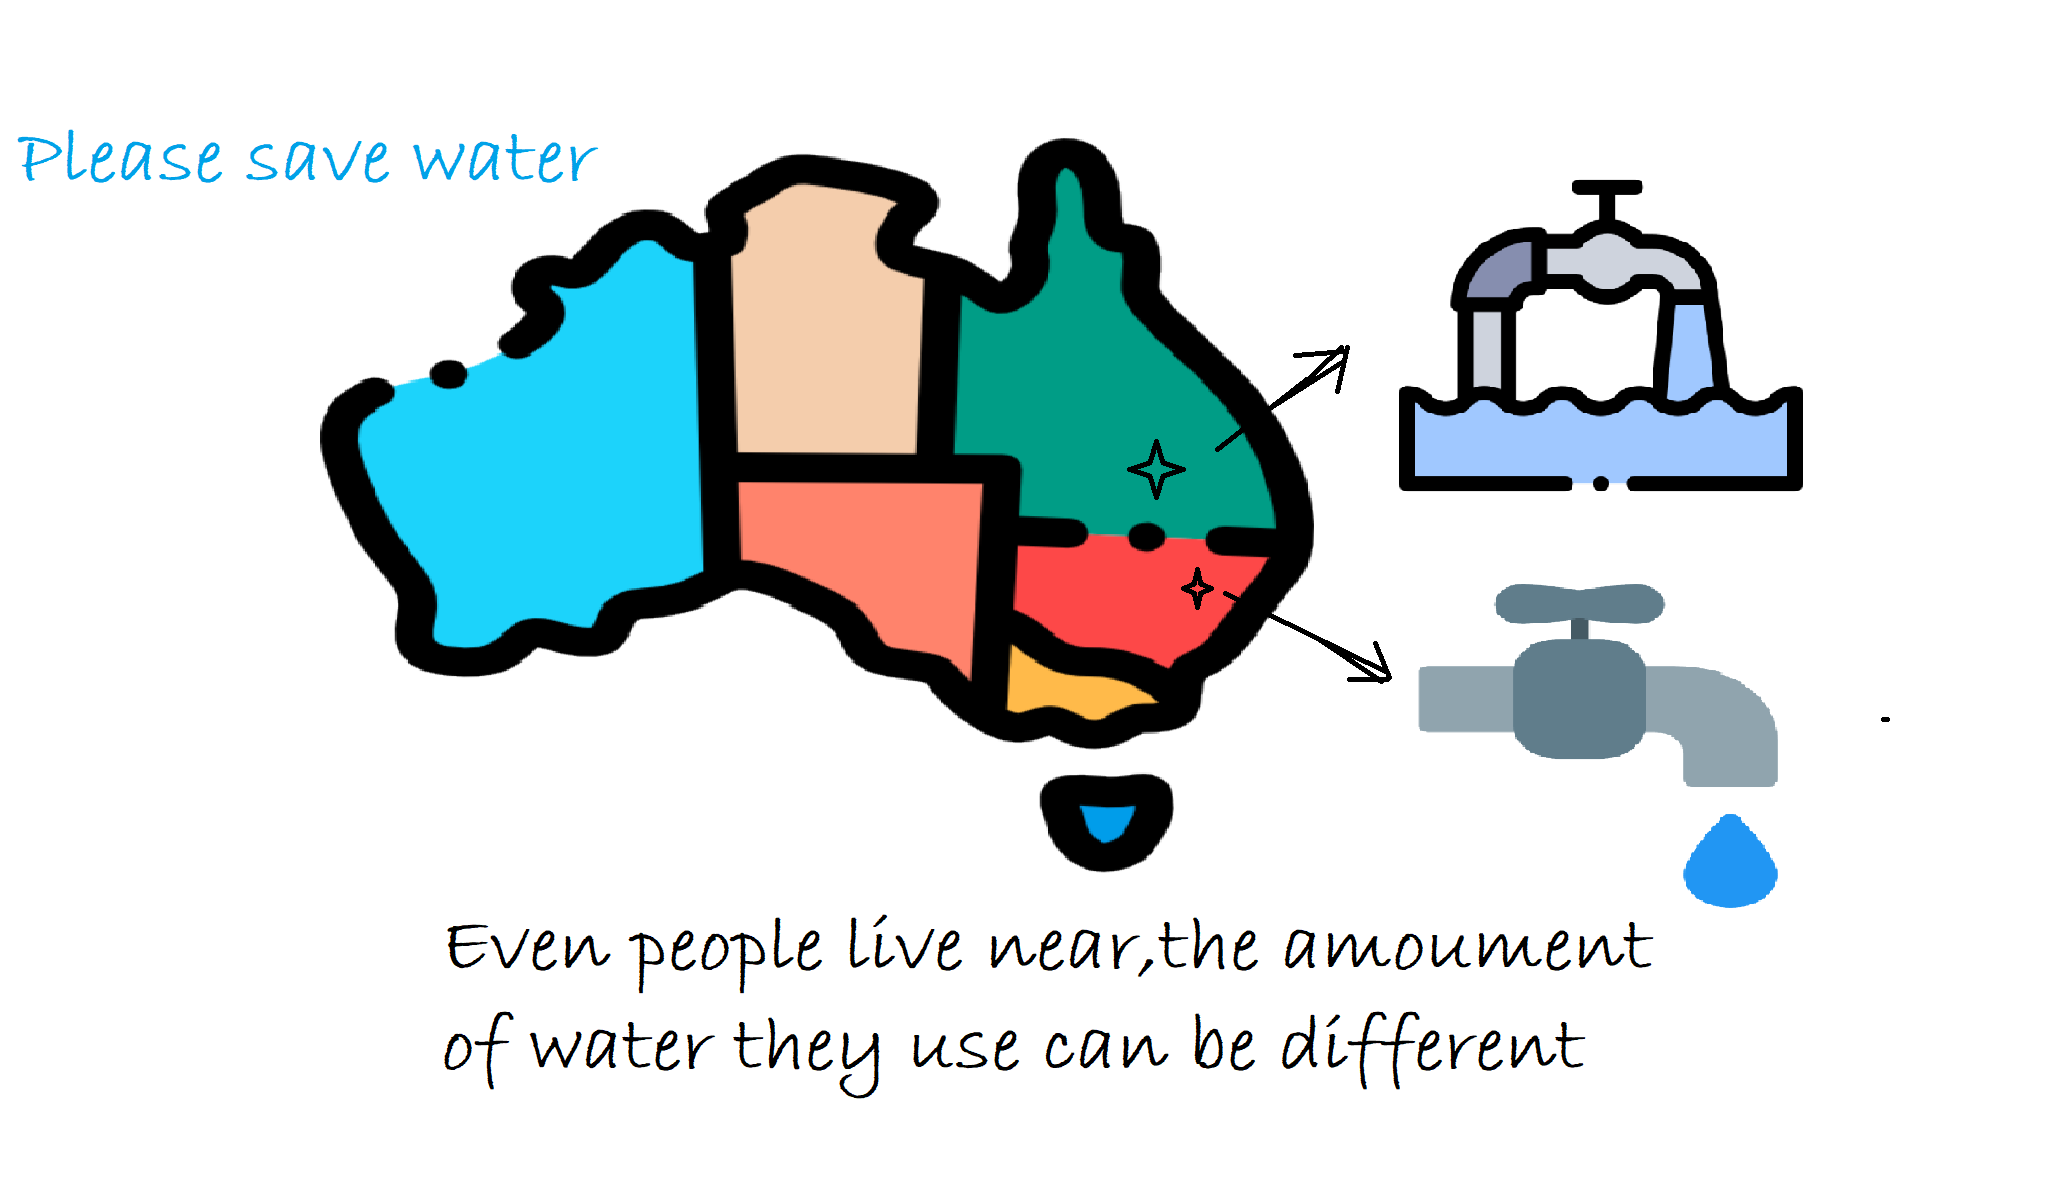 Please save water
Even people live near,the amoument
of water they use can be different